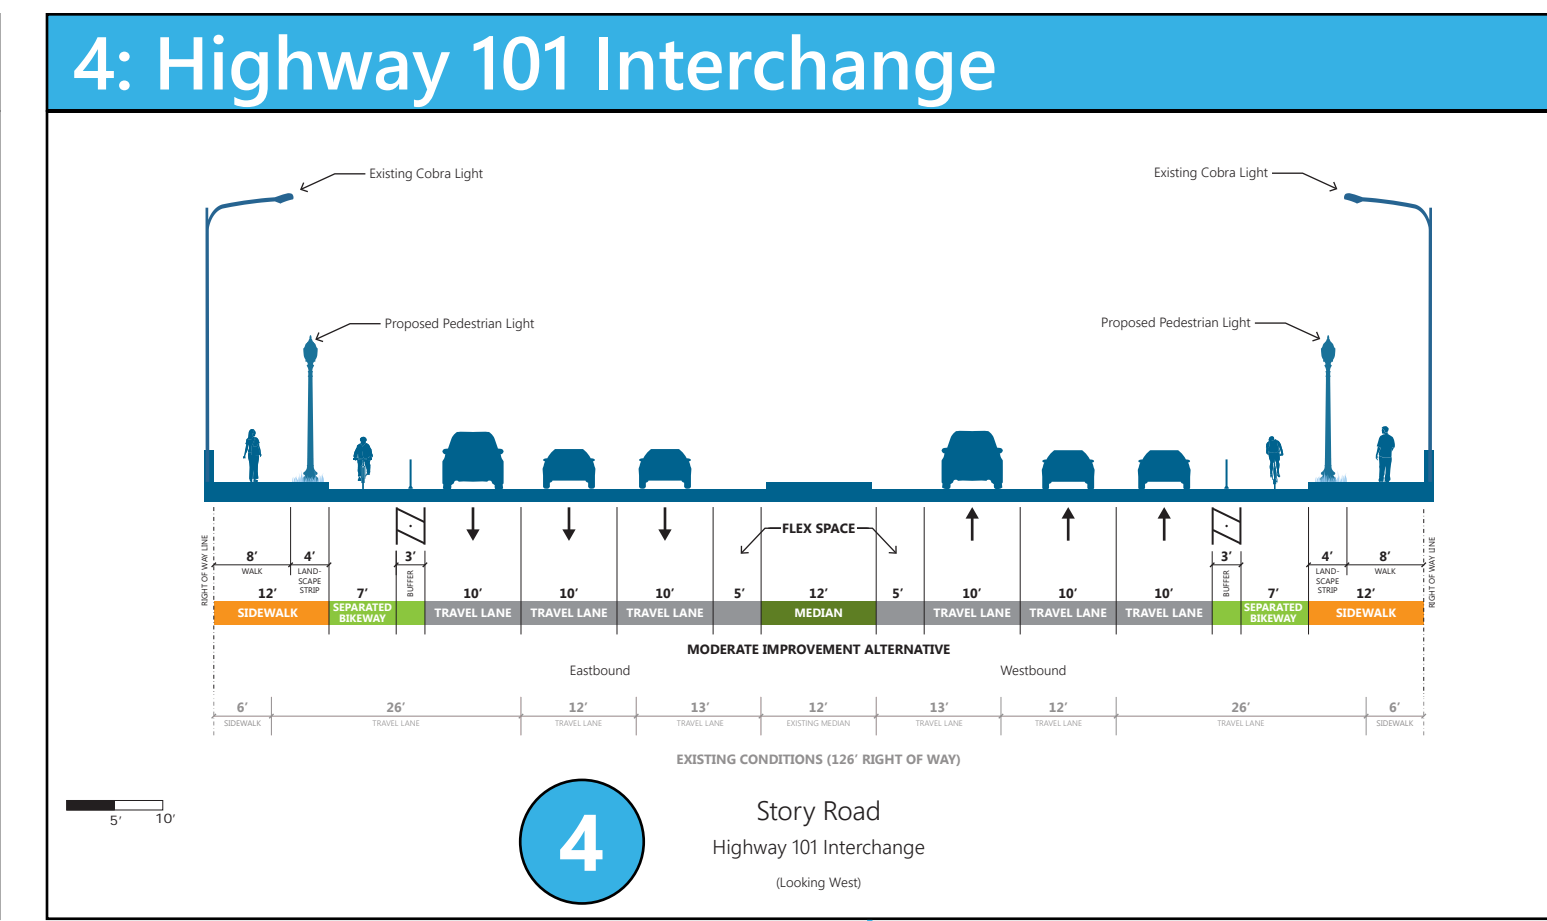 4: Highway 101 Interchange
Existing Cobra Light
Existing Cobra Light
Proposed Pedestrian Light
Proposed Pedestrian Light
FLEX SPACE
RIGHT OF WAY LINE
8′
WALK
4′
LAND-
SCAPE
STRIP
3′
BUFFER
3′
BUFFER
4′
LAND-
SCAPE
STRIP
8′
WALK
RIGHT OF WAY LINE
12′ 7′ 10′ 10′ 10′ 5′ 12′ 5′ 10′ 10′ 10′ 7′ 12′
SIDEWALK
SEPARATED
BIKEWAY
TRAVEL LANE
TRAVEL LANE
TRAVEL LANE
MEDIAN
TRAVEL LANE
TRAVEL LANE
TRAVEL LANE
SEPARATED
BIKEWAY
SIDEWALK
MODERATE IMPROVEMENT ALTERNATIVE
Eastbound
Westbound
6′ 26′ 12′ 13′ 12′ 13′ 12′ 26′ 6′
SIDEWALK TRAVEL LANE TRAVEL LANE TRAVEL LANE EXISTING MEDIAN TRAVEL LANE TRAVEL LANE TRAVEL LANE SIDEWALK
EXISTING CONDITIONS (126′ RIGHT OF WAY)
5′ 10′
4
Story Road
Highway 101 Interchange
(Looking West)